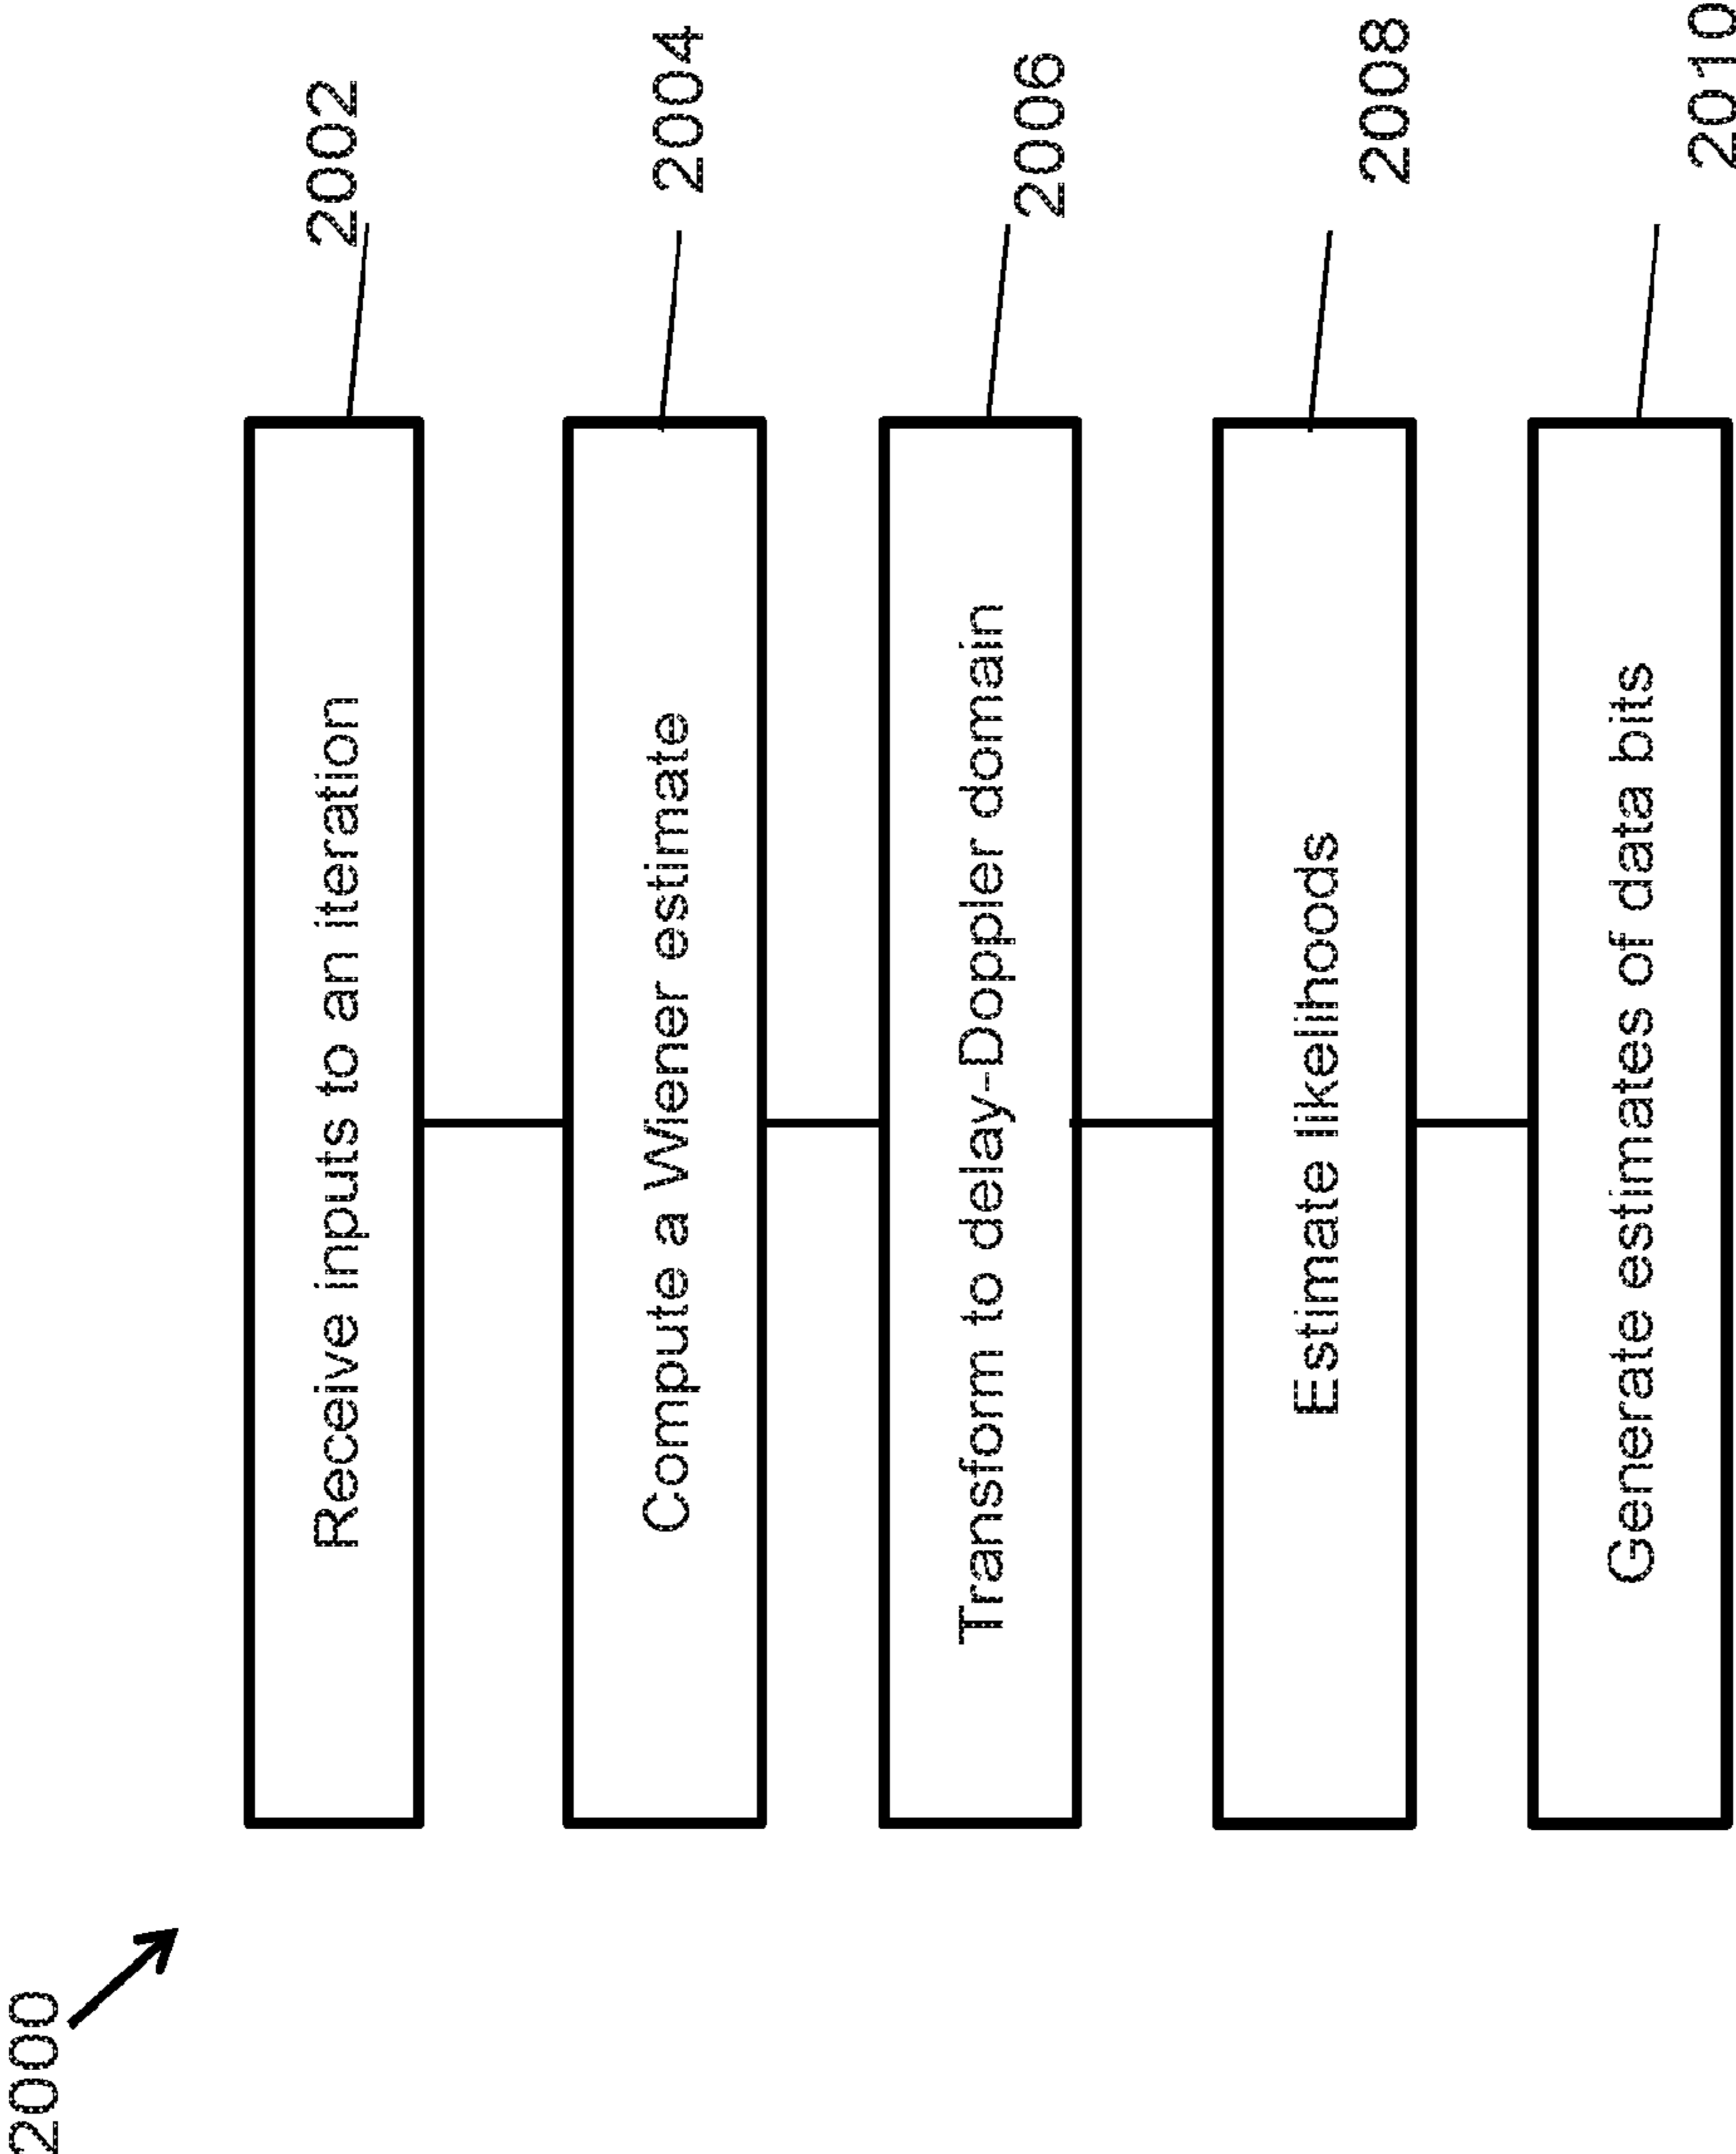 2000
Receive inputs to an iteration
2002
Compute a Wiener estimate
2004
Transform to delay-Doppler domain
2006
Estimate likelihoods
2008
Generate estimates of data bits
2010